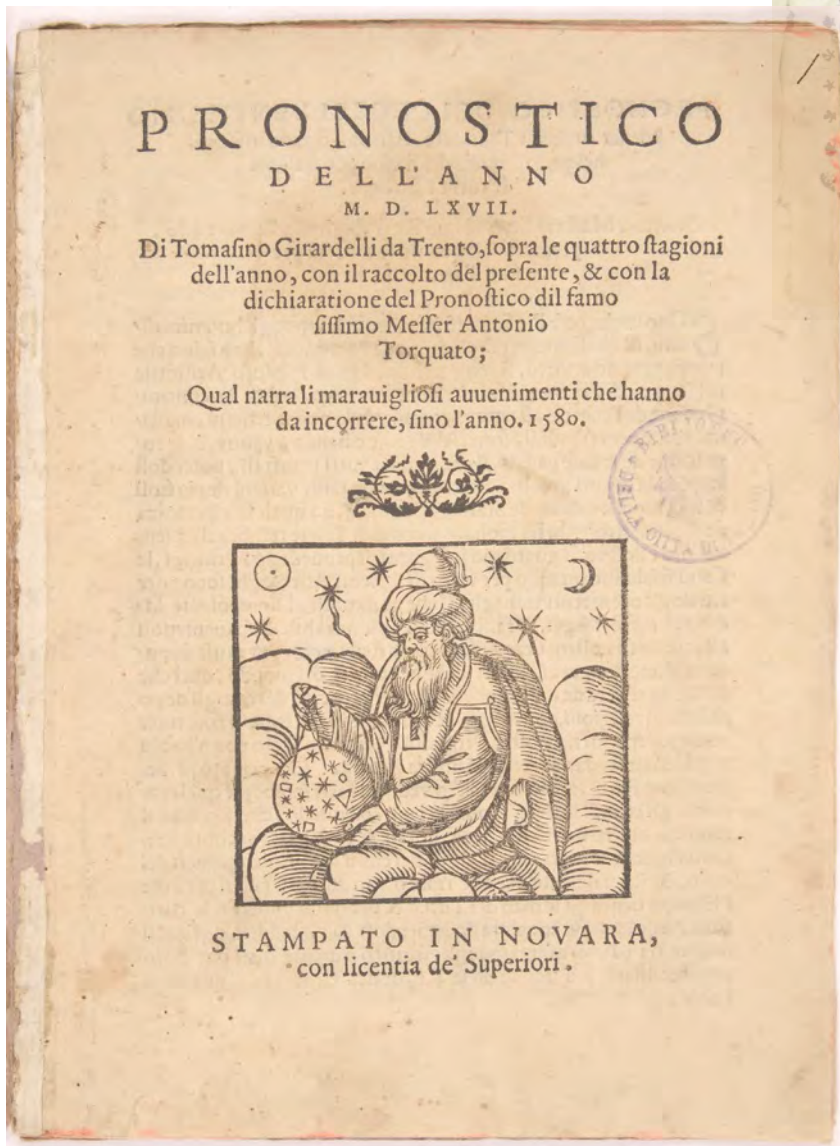 PRONOSTICO
DELL'ANNO
M. D. LXVII.
Di Tomaſino Girardelli da Trento, ſopra le quattro ſtagioni
dell'anno, con il raccolto del preſente, & con la
dichiaratione del Pronoſtico dil famo
ſiſſimo Meſſer Antonio
Torquato;
Qual narra li marauiglioſi auuenimenti che hanno
da incorrere, ſino l'anno. 1580.
BIBLIOTECA
DELLA
STAMPATO IN NOVARA,
con licentia de' Superiori.